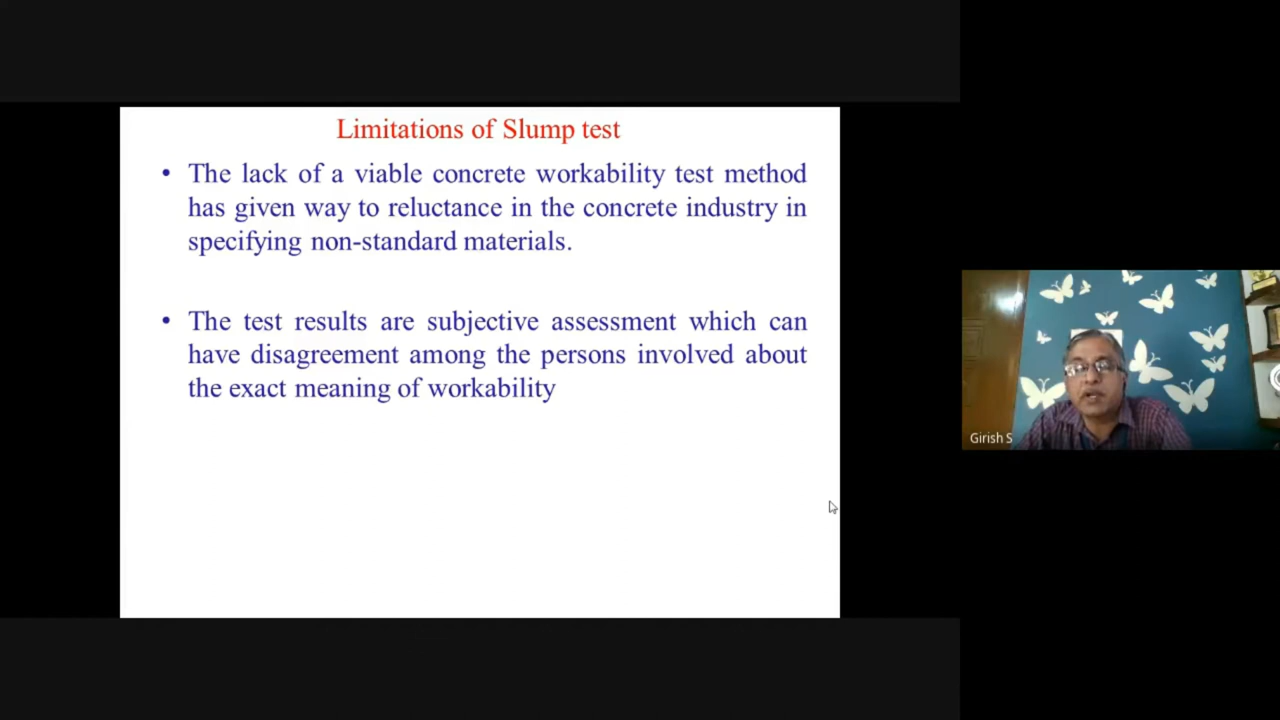 Limitations of Slump test
• The lack of a viable concrete workability test method
has given way to reluctance in the concrete industry in
specifying non-standard materials.
• The test results are subjective assessment which can
have disagreement among the persons involved about
the exact meaning of workability
Girish S